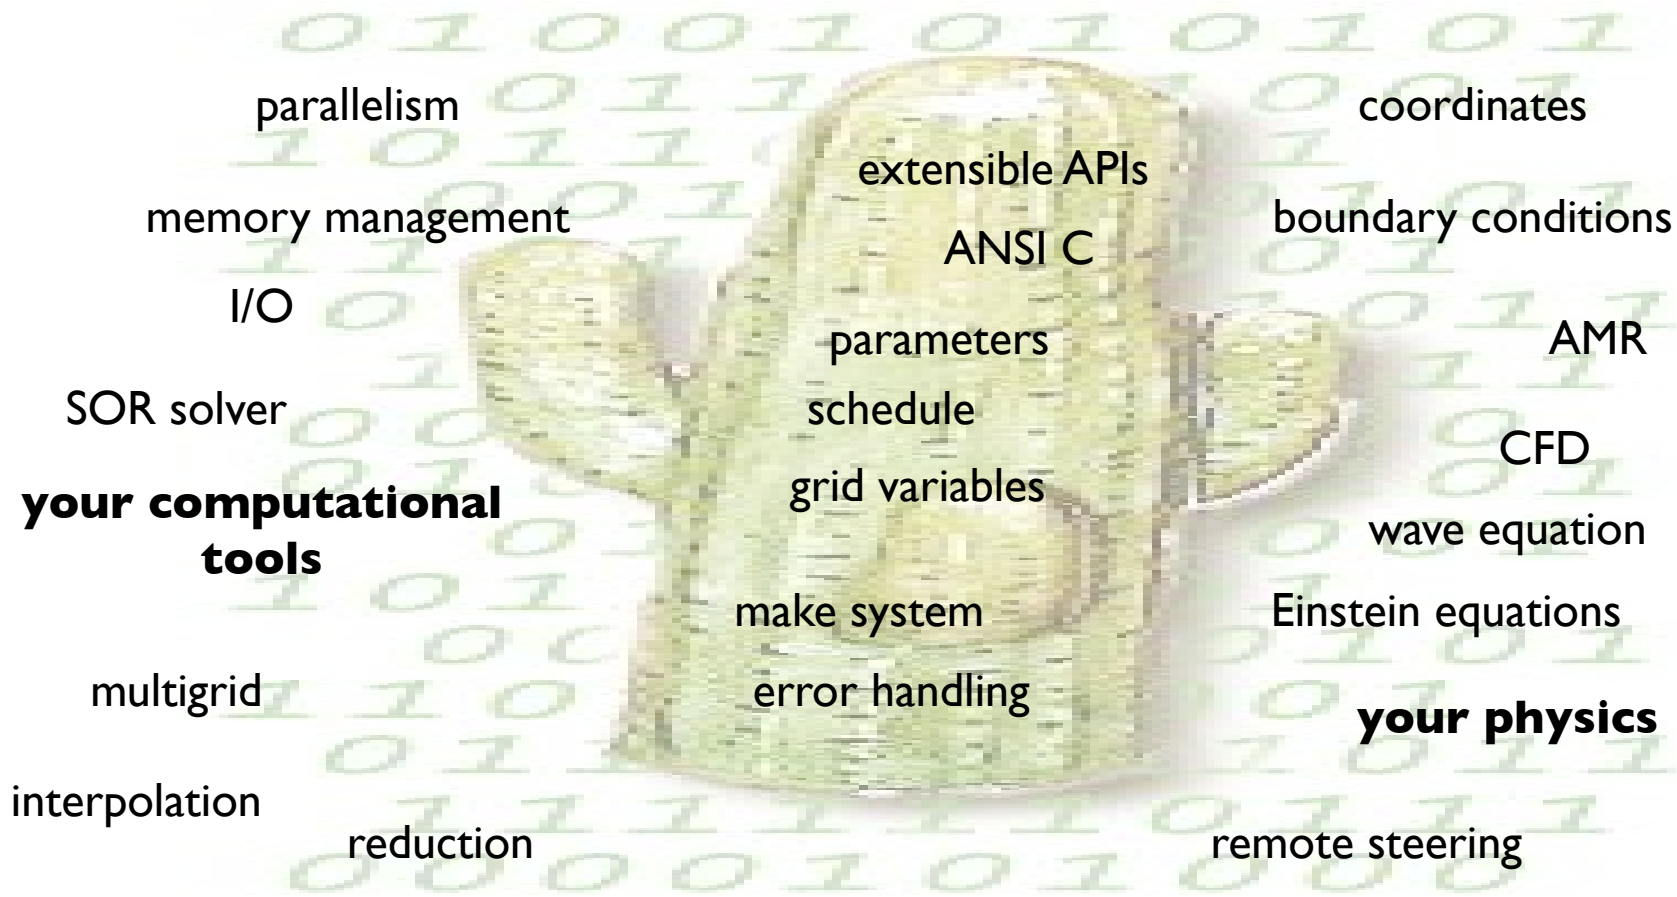 parallelism
memory management
I/O
SOR solver
your computational
tools
multigrid
interpolation
reduction
extensible APIs
ANSI C
parameters
schedule
grid variables
make system
error handling
coordinates
boundary conditions
AMR
CFD
wave equation
Einstein equations
your physics
remote steering